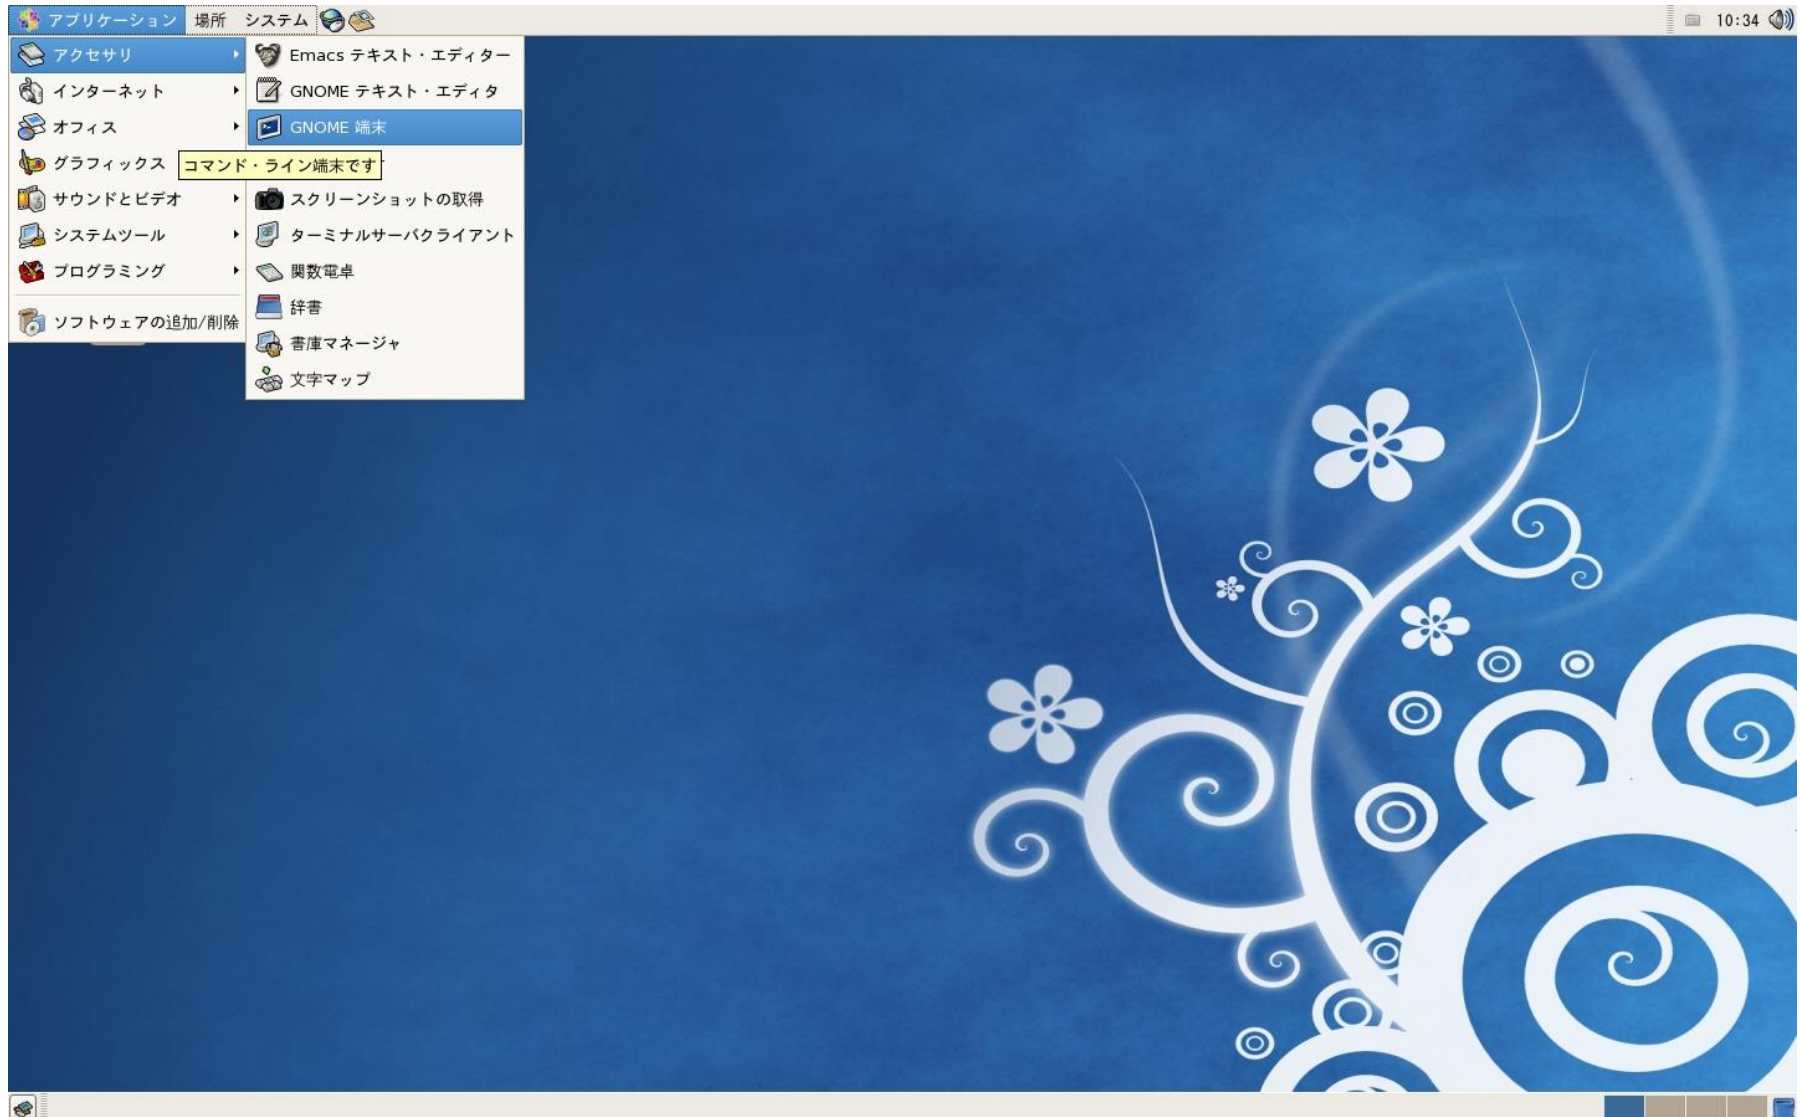 アプリケーション 場所 システム 10:34
アクセサリ
インターネット
オフィス
グラフィックス
サウンドとビデオ
システムツール
プログラミング
ソフトウェアの追加/削除
Emacs テキスト・エディター
GNOME テキスト・エディタ
GNOME 端末
コマンド・ライン端末です
スクリーンショットの取得
ターミナルサーバクライアント
関数電卓
辞書
書庫マネージャ
文字マップ